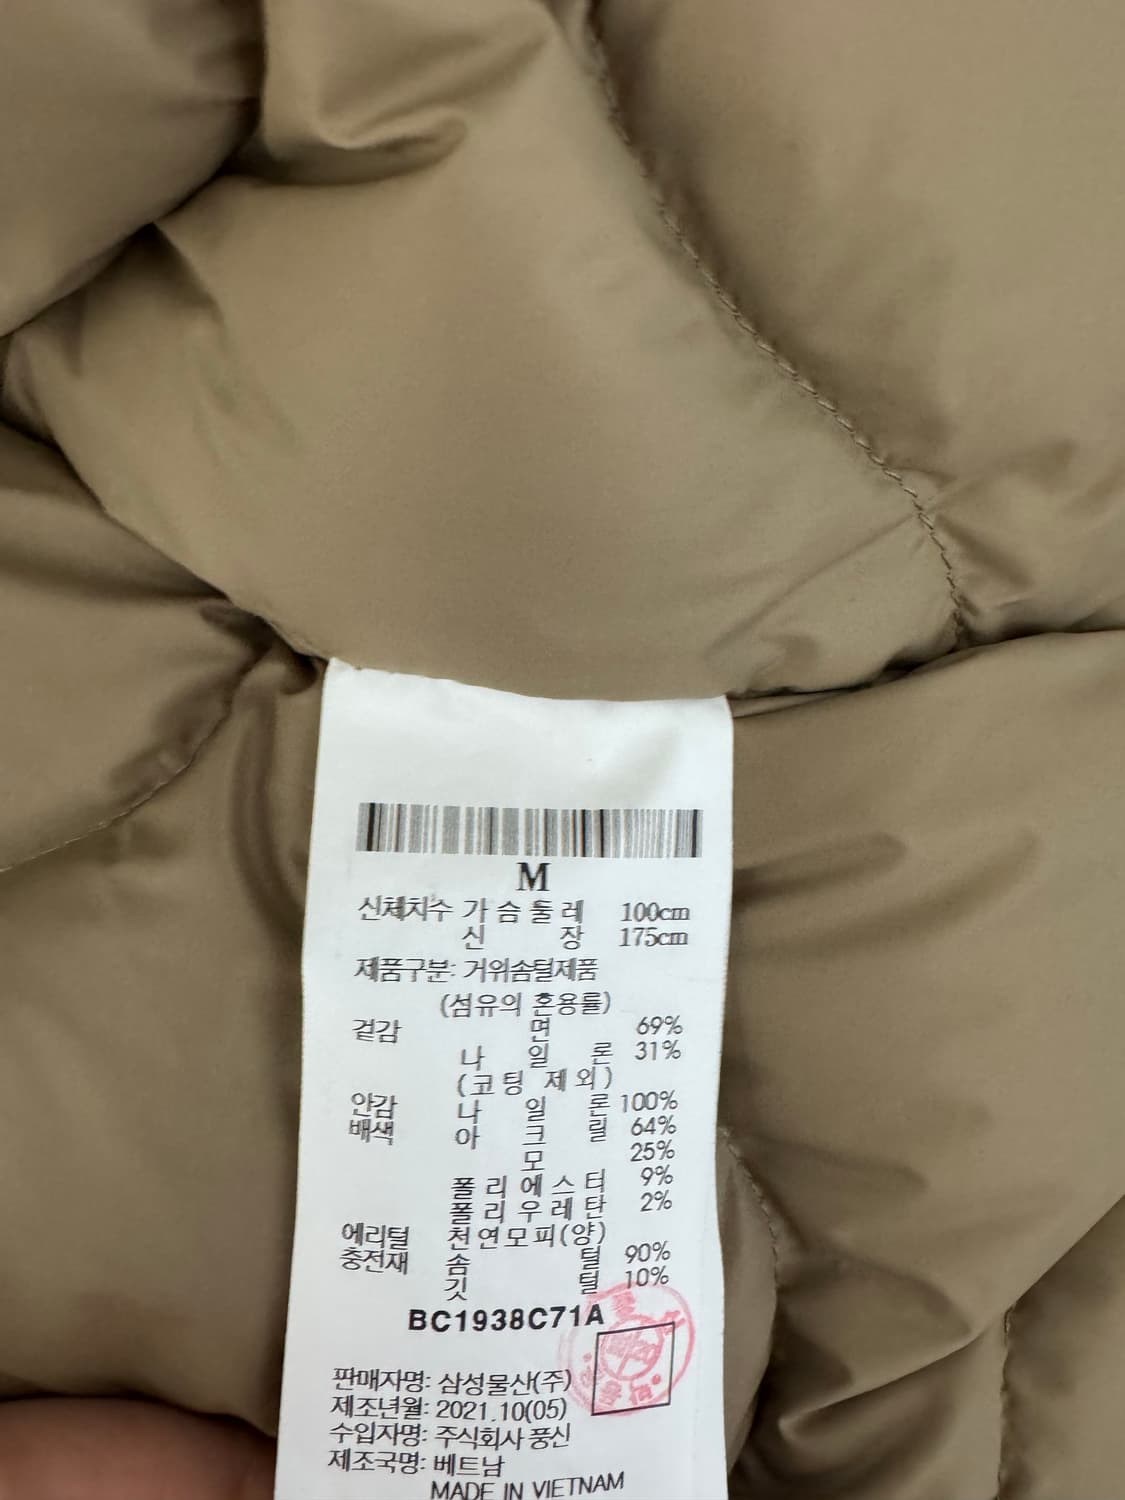 M
신체치수 가슴둘레 100cm
신장 175cm
제품구분: 거위솜털제품
(섬유의 혼용률)
겉감 면 69%
나일론 31%
(코팅 제외)
안감 나일론 100%
배색 아크릴 64%
모 25%
폴리에스터 9%
폴리우레탄 2%
에리털 천연모피(양)
충전재 솜털 90%
깃털 10%
BC1938C71A
판매자명: 삼성물산(주)
제조년월: 2021.10(05)
수입자명: 주식회사 풍신
제조국명: 베트남
MADE IN VIETNAM